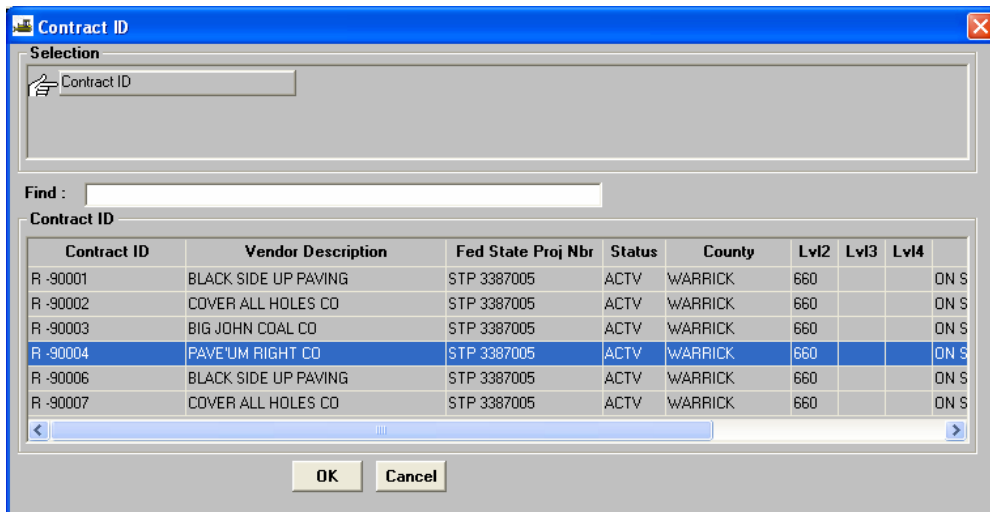 Contract ID
Selection
Contract ID
Find :
Contract ID
Contract ID Vendor Description Fed State Proj Nbr Status County Lvl2 Lvl3 Lvl4
R -90001 BLACK SIDE UP PAVING STP 3387005 ACTV WARRICK 660 ON S
R -90002 COVER ALL HOLES CO STP 3387005 ACTV WARRICK 660 ON S
R -90003 BIG JOHN COAL CO STP 3387005 ACTV WARRICK 660 ON S
R -90004 PAVE'UM RIGHT CO STP 3387005 ACTV WARRICK 660 ON S
R -90006 BLACK SIDE UP PAVING STP 3387005 ACTV WARRICK 660 ON S
R -90007 COVER ALL HOLES CO STP 3387005 ACTV WARRICK 660 ON S
OK Cancel